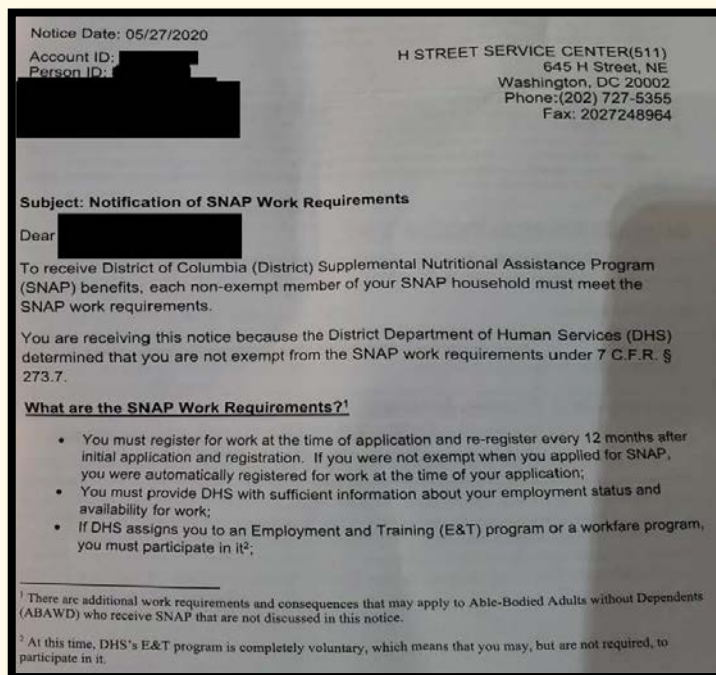 Notice Date: 05/27/2020
Account ID:
Person ID:
H STREET SERVICE CENTER(511)
645 H Street, NE
Washington, DC 20002
Phone:(202) 727-5355
Fax: 2027248964
Subject: Notification of SNAP Work Requirements
Dear
To receive District of Columbia (District) Supplemental Nutritional Assistance Program
(SNAP) benefits, each non-exempt member of your SNAP household must meet the
SNAP work requirements.
You are receiving this notice because the District Department of Human Services (DHS)
determined that you are not exempt from the SNAP work requirements under 7 C.F.R. §
273.7.
What are the SNAP Work Requirements?¹
• You must register for work at the time of application and re-register every 12 months after
initial application and registration. If you were not exempt when you applied for SNAP,
you were automatically registered for work at the time of your application;
• You must provide DHS with sufficient information about your employment status and
availability for work;
• If DHS assigns you to an Employment and Training (E&T) program or a workfare program,
you must participate in it²;
¹ There are additional work requirements and consequences that may apply to Able-Bodied Adults without Dependents
(ABAWD) who receive SNAP that are not discussed in this notice.
² At this time, DHS's E&T program is completely voluntary, which means that you may, but are not required, to
participate in it.